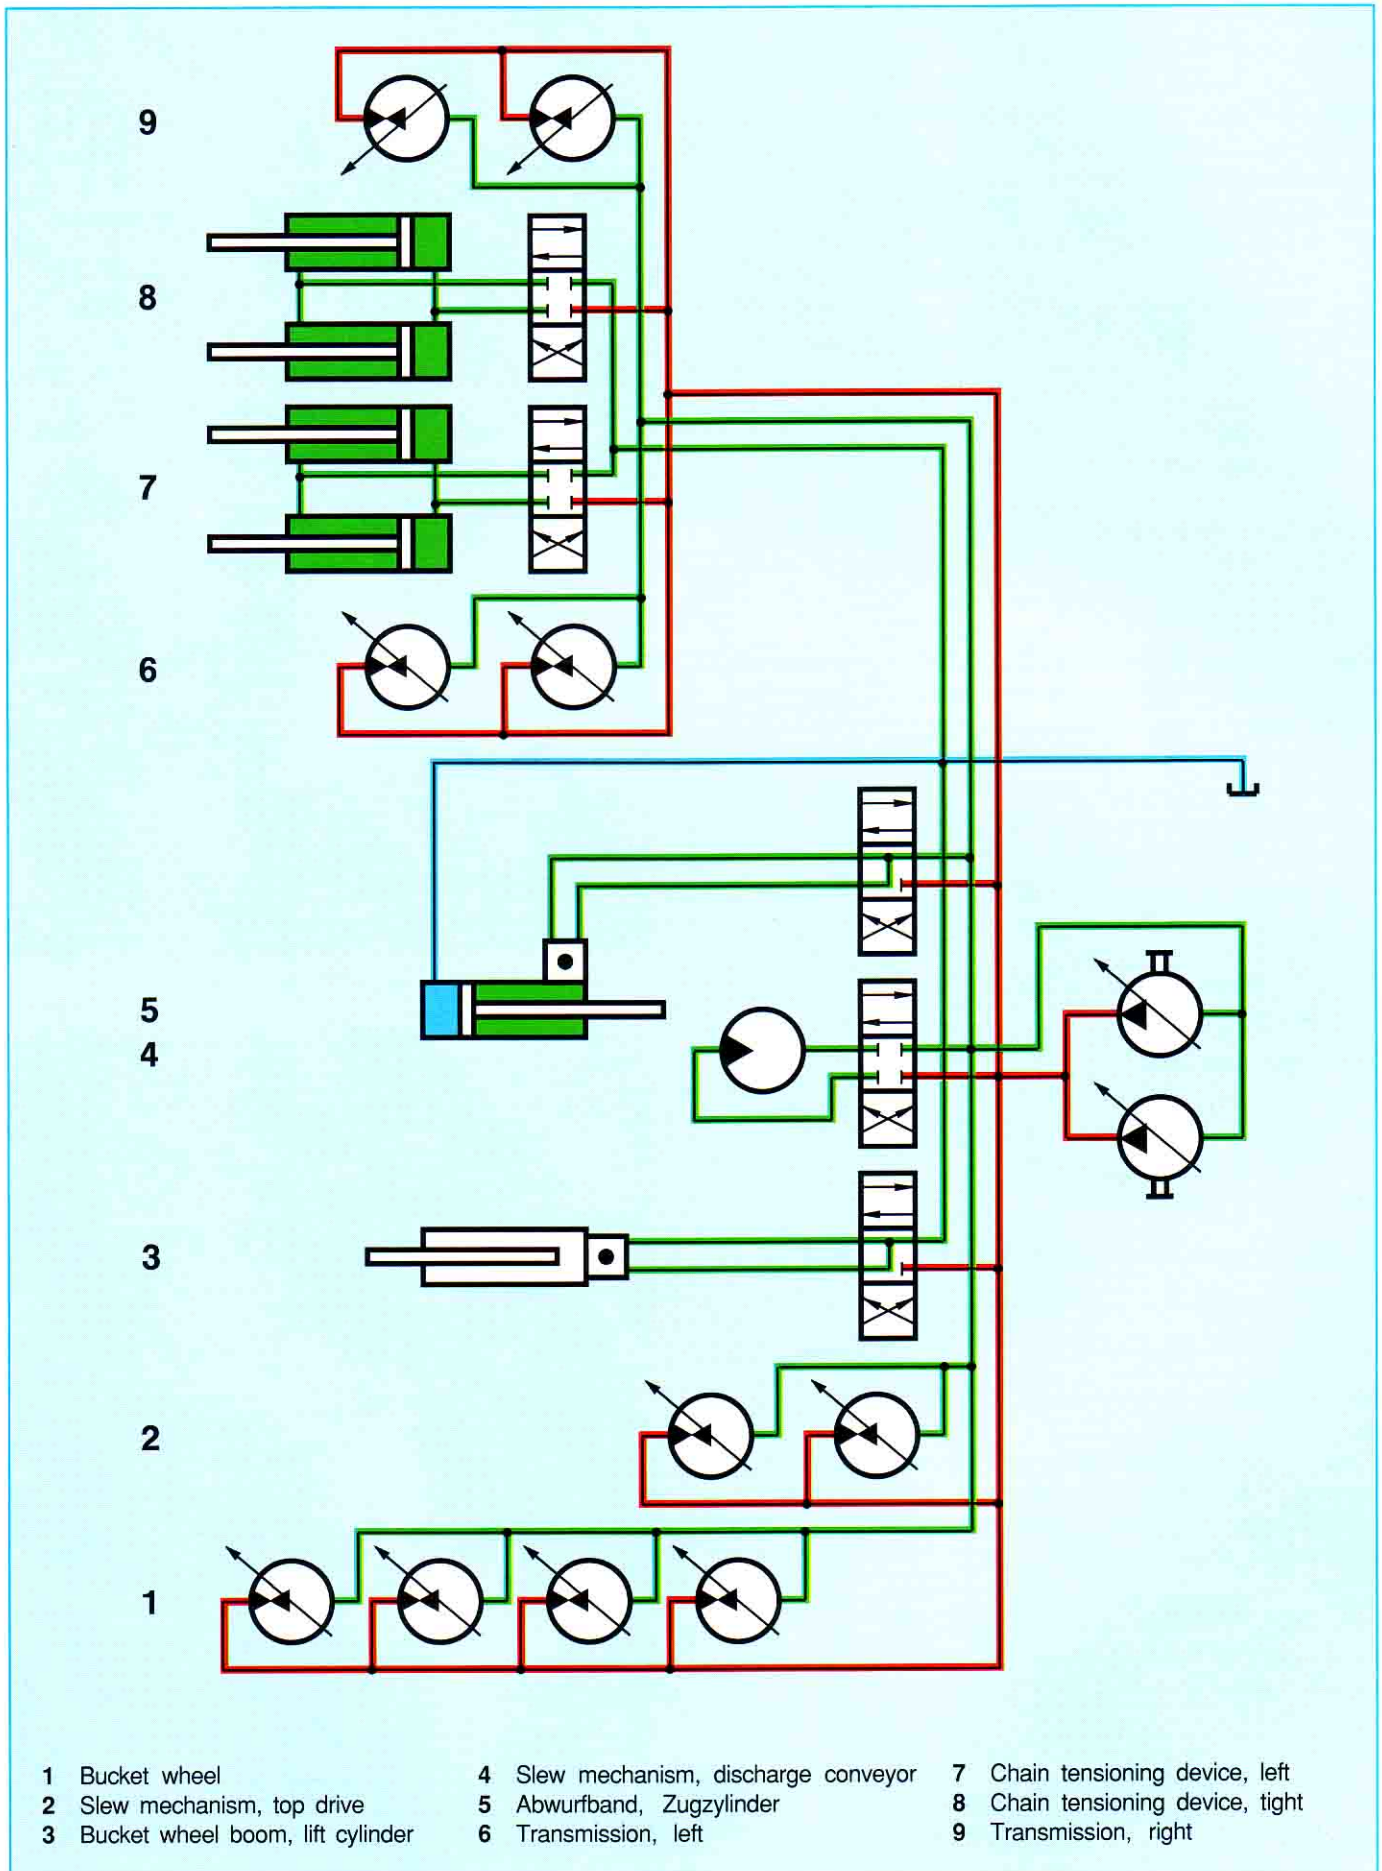 9
8
7
6
5
4
3
2
1
1 Bucket wheel
2 Slew mechanism, top drive
3 Bucket wheel boom, lift cylinder
4 Slew mechanism, discharge conveyor
5 Abwurfband, Zugzylinder
6 Transmission, left
7 Chain tensioning device, left
8 Chain tensioning device, tight
9 Transmission, right